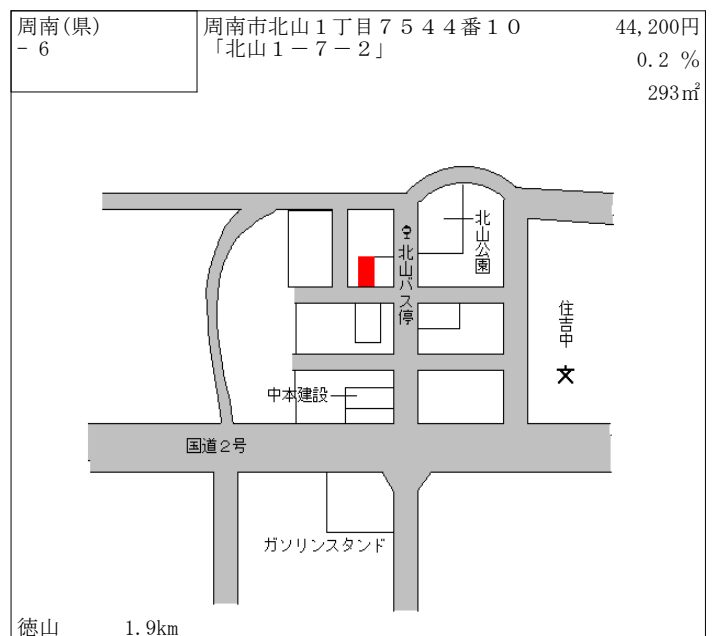 周南(県)
- 6
周南市北山１丁目７５４４番１０
「北山１－７－２」
44,200円
0.2 %
293㎡
北山公園
北山バス停
住吉中
中本建設
国道２号
ガソリンスタンド
徳山 1.9km